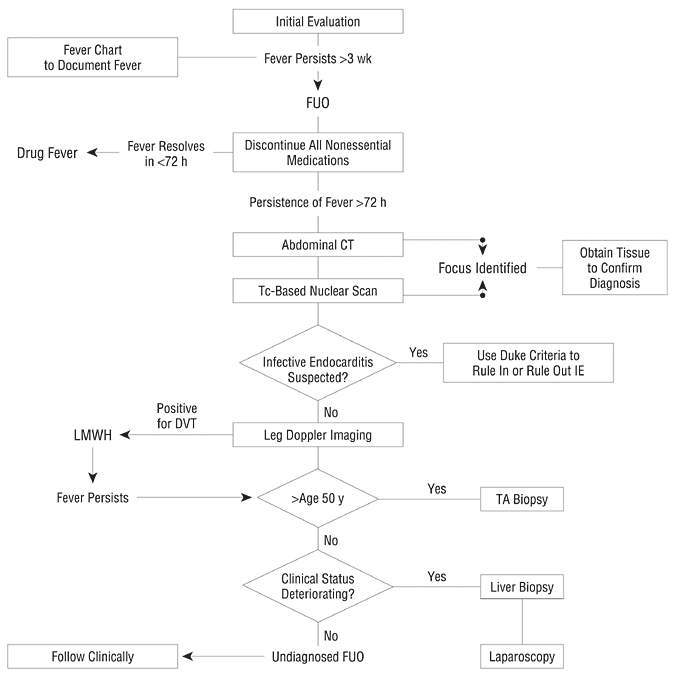 Initial Evaluation
Fever Chart
to Document Fever
Fever Persists >3 wk
FUO
Discontinue All Nonessential
Medications
Fever Resolves
in <72 h
Drug Fever
Persistence of Fever >72 h
Abdominal CT
Focus Identified
Obtain Tissue
to Confirm
Diagnosis
Tc-Based Nuclear Scan
Infective Endocarditis
Suspected?
Yes
Use Duke Criteria to
Rule In or Rule Out IE
No
Leg Doppler Imaging
Positive
for DVT
LMWH
Fever Persists
>Age 50 y
Yes
TA Biopsy
No
Clinical Status
Deteriorating?
Yes
Liver Biopsy
Laparoscopy
No
Undiagnosed FUO
Follow Clinically